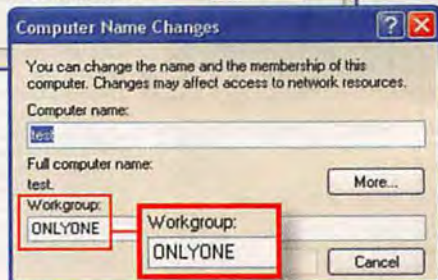 Computer Name Changes
You can change the name and the membership of this
computer. Changes may affect access to network resources.
Computer name:
test
Full computer name:
test.
More...
Workgroup:
ONLYONE
Workgroup:
ONLYONE
Cancel